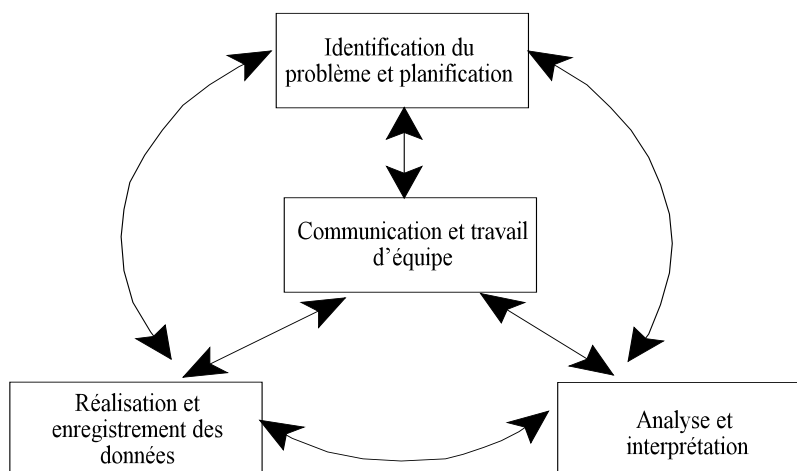 Identification du
problème et planification
Communication et travail
d’équipe
Réalisation et
enregistrement des
données
Analyse et
interprétation